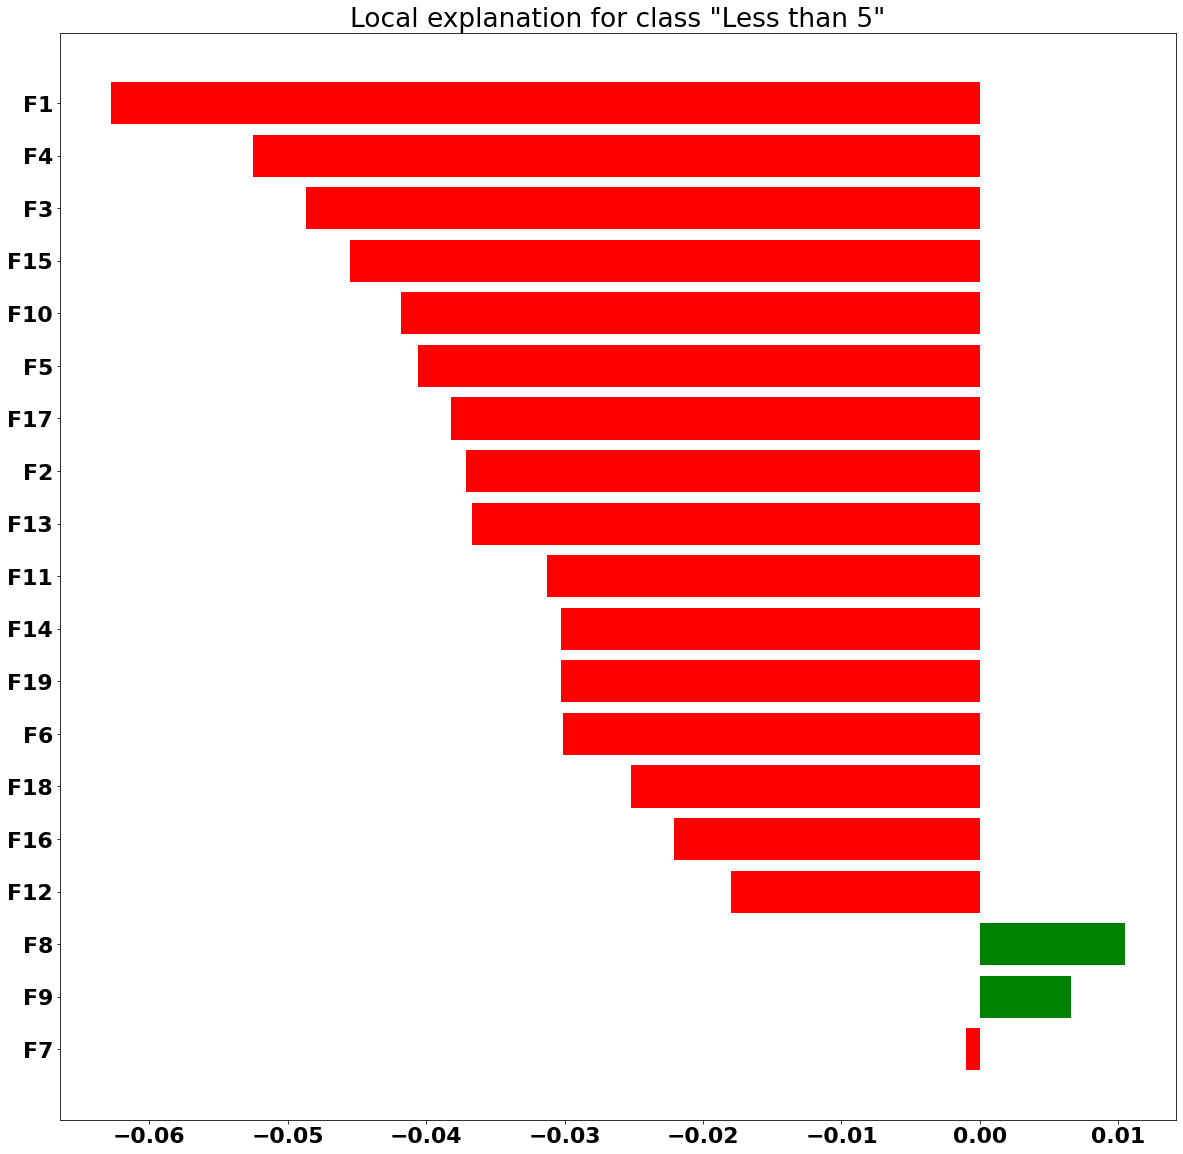 Local explanation for class "Less than 5"
F1
F4
F3
F15
F10
F5
F17
F2
F13
F11
F14
F19
F6
F18
F16
F12
F8
F9
F7
−0.06 −0.05 −0.04 −0.03 −0.02 −0.01 0.00 0.01